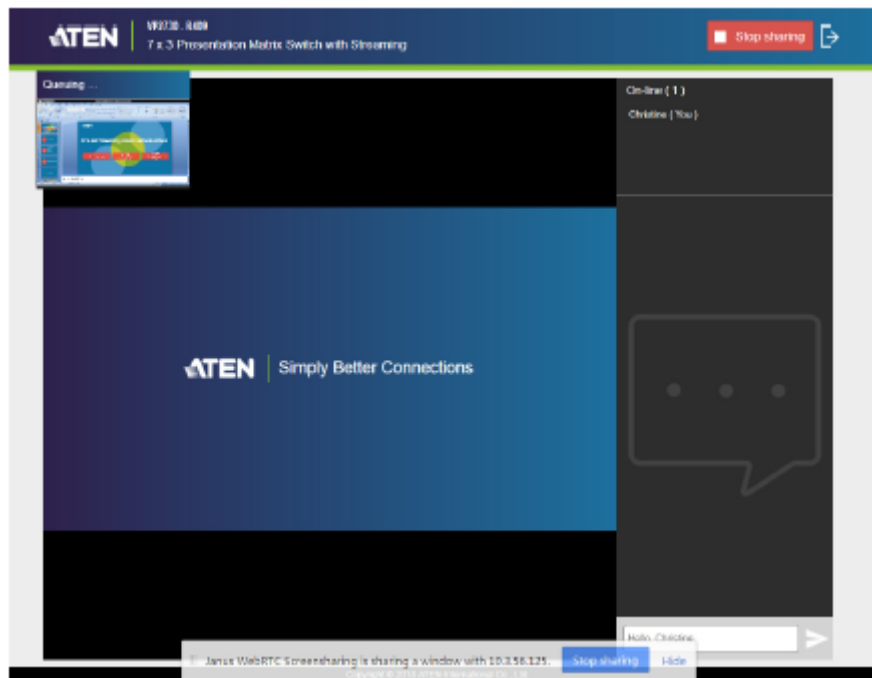 ATEN
7 x 3 Presentation Matrix Switch with Streaming
Stop sharing
Queuing ...
On-line ( 1 )
Christine ( You )
ATEN
Simply Better Connections
Hello, Christine
Janus WebRTC Screensharing is sharing a window with 10.3.56.125.
Stop sharing
Hide